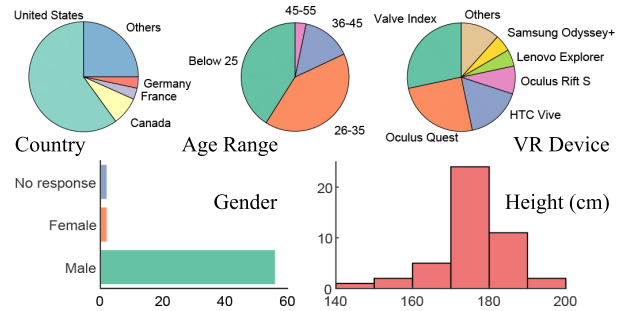 United States
Others
Germany
France
Canada
Country
45-55
36-45
Below 25
26-35
Age Range
Valve Index
Others
Samsung Odyssey+
Lenovo Explorer
Oculus Rift S
HTC Vive
Oculus Quest
VR Device
No response
Female
Male
0 20 40 60
Gender
Height (cm)
20
10
0
140 160 180 200